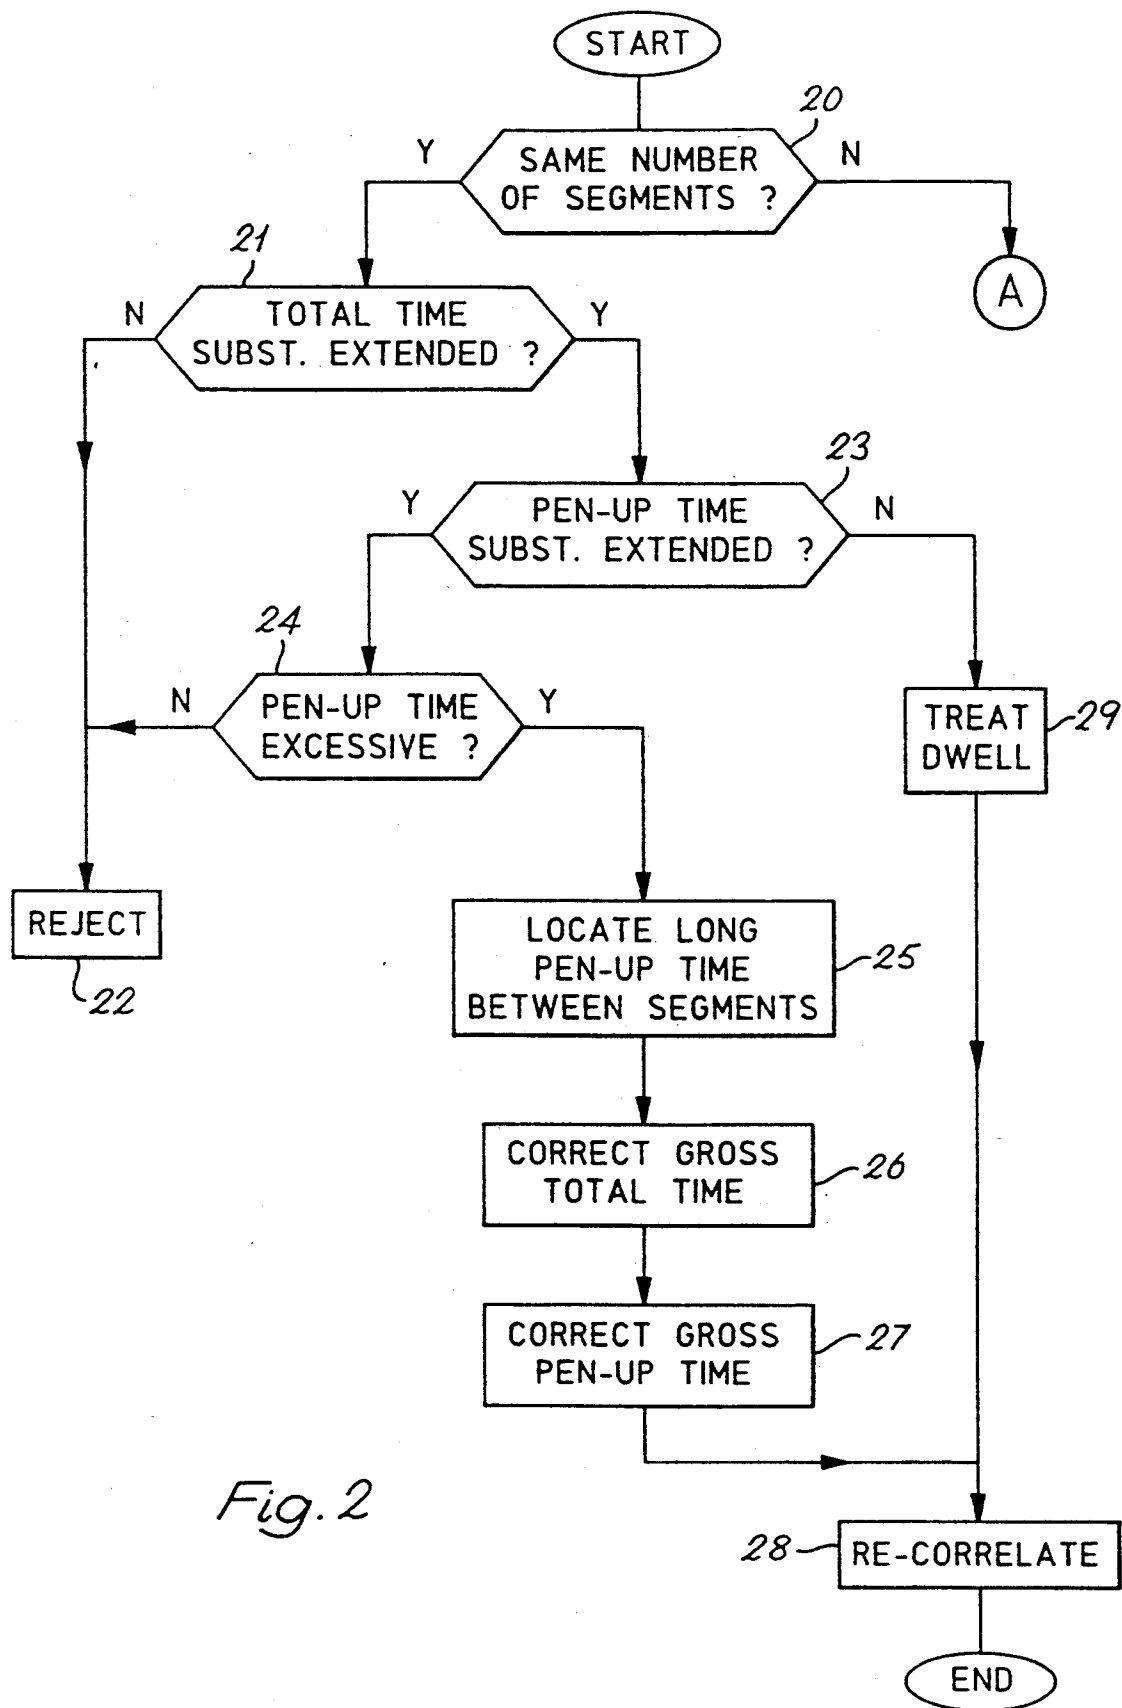 START
20
Y
SAME NUMBER
OF SEGMENTS ?
N
A
21
N
TOTAL TIME
SUBST. EXTENDED ?
Y
23
Y
PEN-UP TIME
SUBST. EXTENDED ?
N
24
N
PEN-UP TIME
EXCESSIVE ?
Y
TREAT
DWELL
29
REJECT
22
LOCATE LONG
PEN-UP TIME
BETWEEN SEGMENTS
25
CORRECT GROSS
TOTAL TIME
26
CORRECT GROSS
PEN-UP TIME
27
Fig. 2
28
RE-CORRELATE
END